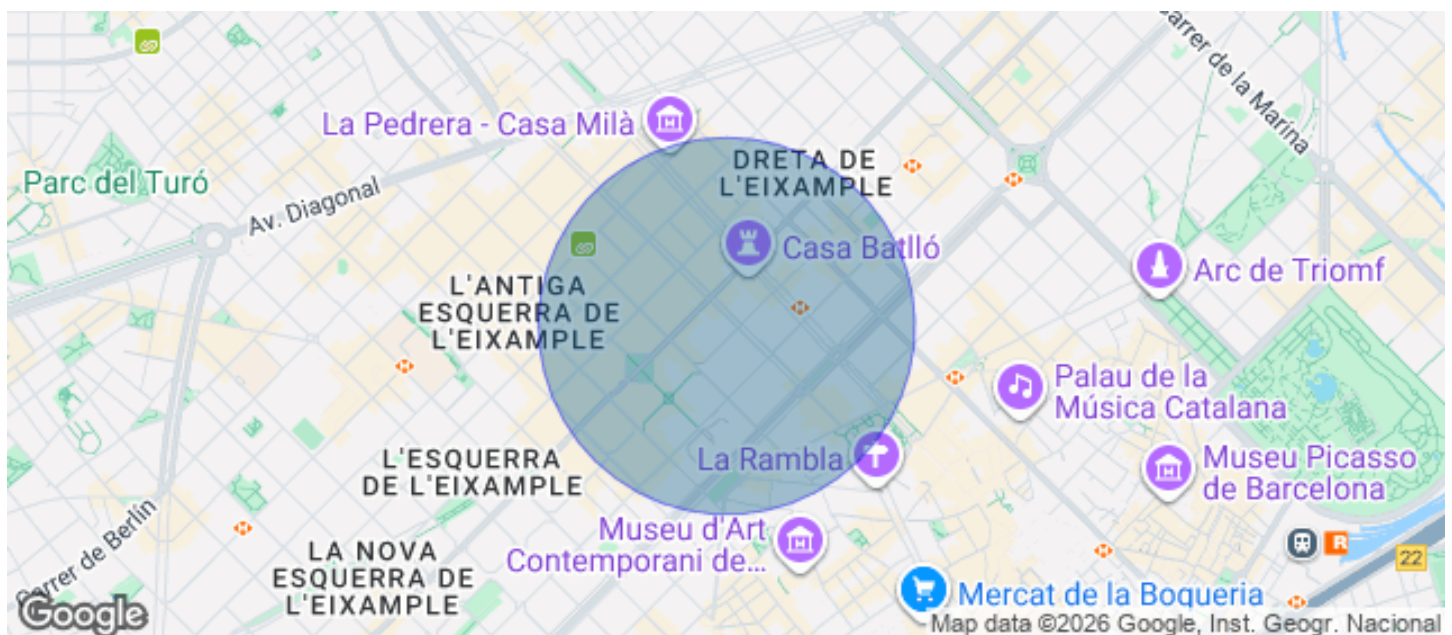 Carrer de la Marina
La Pedrera - Casa Milà
DRETA DE
L'EIXAMPLE
Parc del Turó
Av. Diagonal
Casa Batlló
Arc de Triomf
L'ANTIGA
ESQUERRA DE
L'EIXAMPLE
Palau de la
Música Catalana
L'ESQUERRA
DE L'EIXAMPLE
La Rambla
Museu Picasso
de Barcelona
Museu d'Art
Contemporani de...
Carrer de Berlín
LA NOVA
ESQUERRA DE
L'EIXAMPLE
R
22
Mercat de la Boqueria
Google
Map data ©2026 Google, Inst. Geogr. Nacional